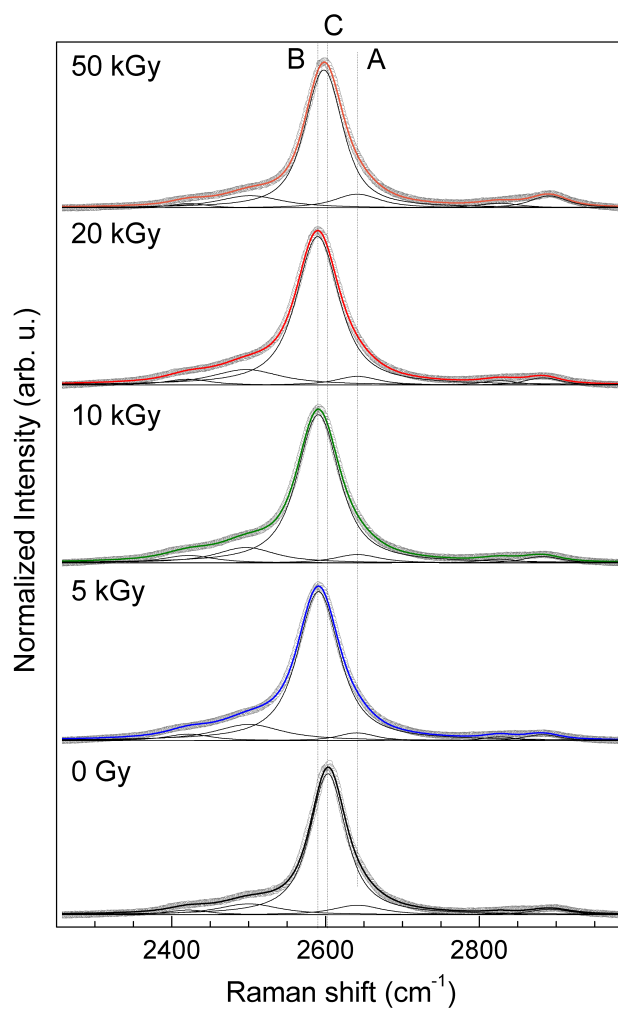 C
B
A
50 kGy
20 kGy
10 kGy
5 kGy
0 Gy
Normalized Intensity (arb. u.)
2400 2600 2800
Raman shift (cm⁻¹)